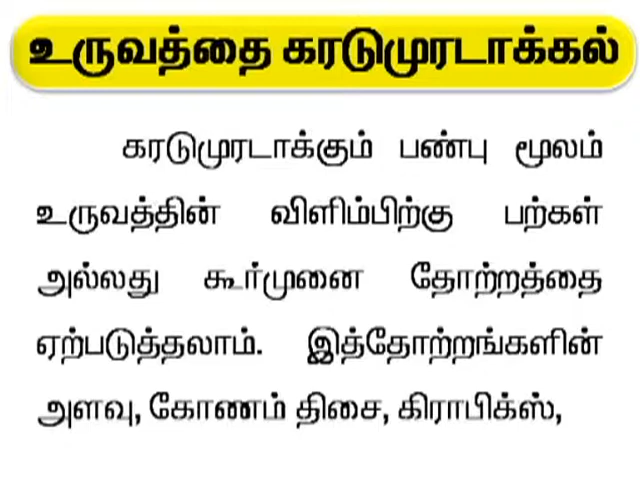 உருவத்தை கரடுமுரடாக்கல்
கரடுமுரடாக்கும் பண்பு மூலம்
உருவத்தின் விளிம்பிற்கு பற்கள்
அல்லது கூர்முனை தோற்றத்தை
ஏற்படுத்தலாம். இத்தோற்றங்களின்
அளவு, கோணம் திசை, கிராபிக்ஸ்,